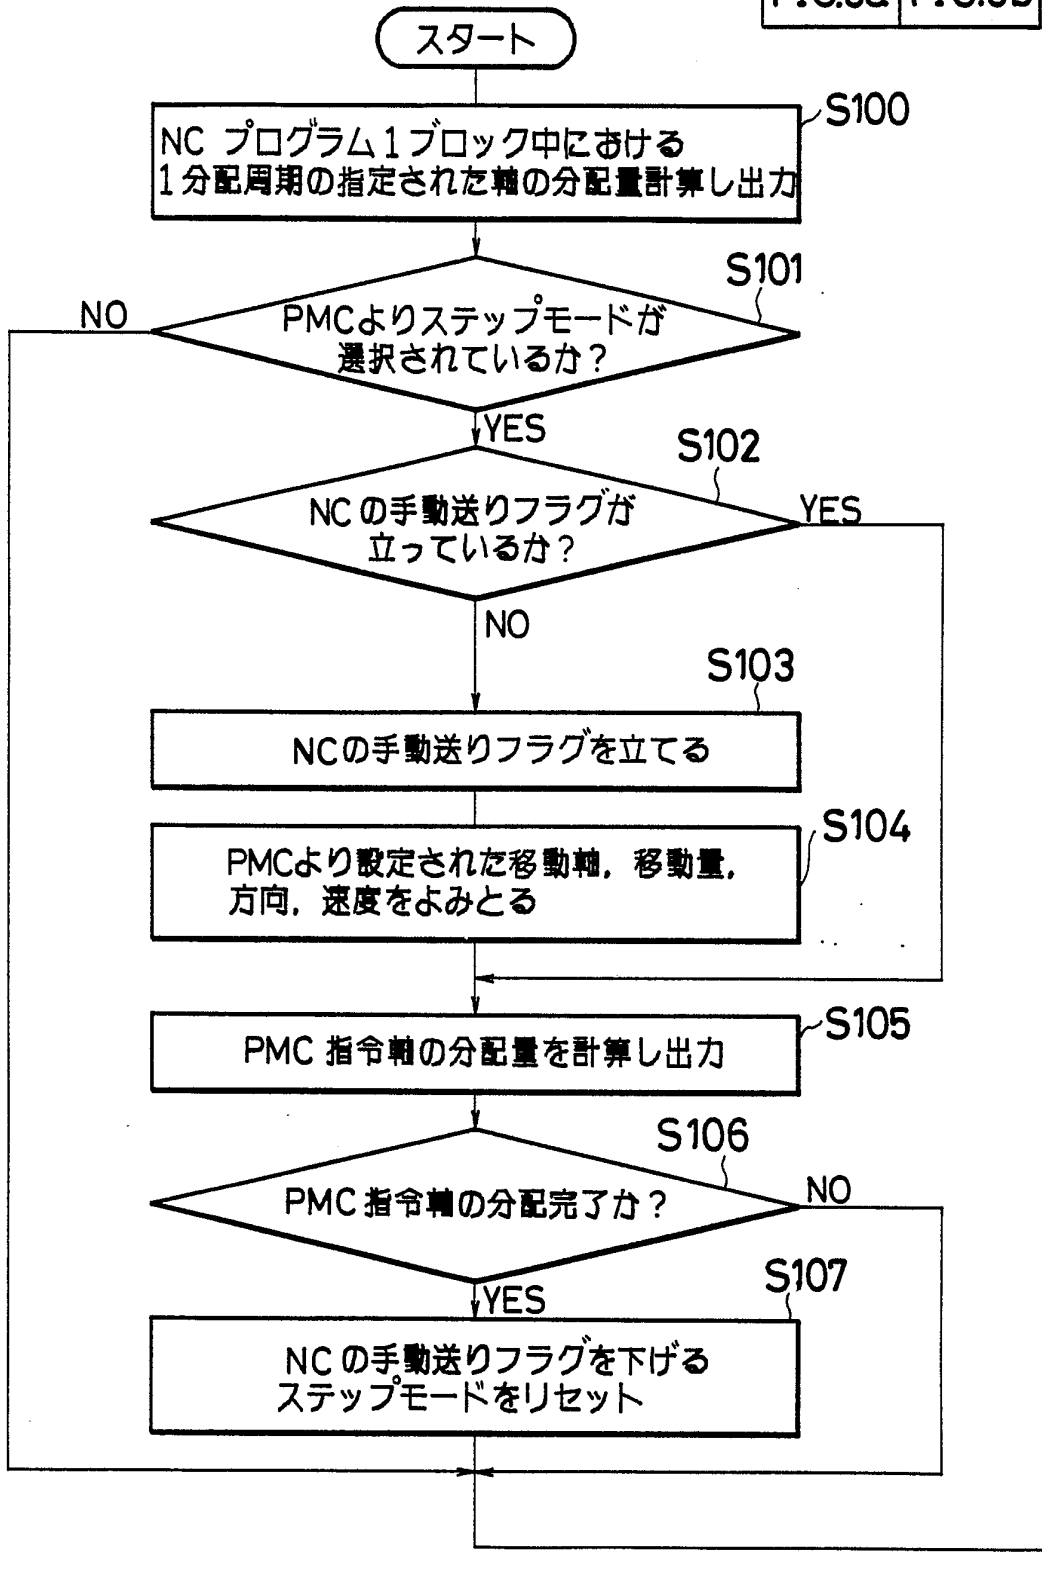 スタート
S100
NC プログラム1ブロック中における
1分配周期の指定された軸の分配量計算し出力
S101
NO
PMCよりステップモードが
選択されているか?
YES
S102
NCの手動送りフラグが
立っているか?
YES
NO
S103
NCの手動送りフラグを立てる
S104
PMCより設定された移動軸, 移動量,
方向, 速度をよみとる
S105
PMC 指令軸の分配量を計算し出力
S106
PMC 指令軸の分配完了か?
NO
YES
S107
NCの手動送りフラグを下げる
ステップモードをリセット